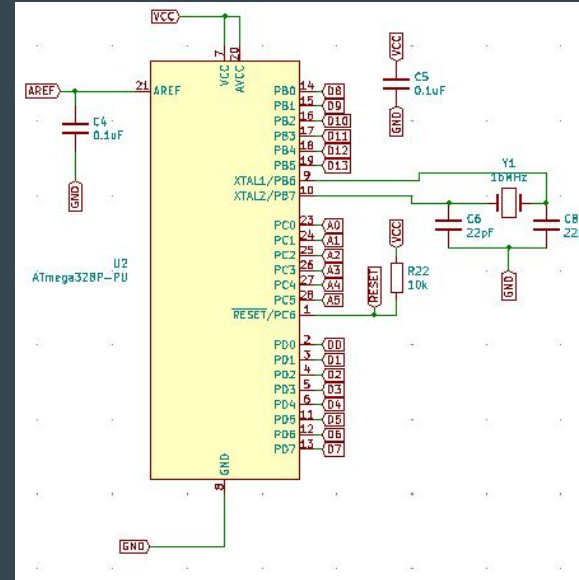 VCC
7
20
VCC
AVCC
AREF
21
AREF
C4
0.1uF
GND
U2
ATmega328P-PU
PB0 14 D8
PB1 15 D9
PB2 16 D10
PB3 17 D11
PB4 18 D12
PB5 19 D13
XTAL1/PB6 9
XTAL2/PB7 10
PC0 23 A0
PC1 24 A1
PC2 25 A2
PC3 26 A3
PC4 27 A4
PC5 28 A5
RESET/PC6 1
PD0 2 D0
PD1 3 D1
PD2 4 D2
PD3 5 D3
PD4 6 D4
PD5 11 D5
PD6 12 D6
PD7 13 D7
GND
8
GND
VCC
C5
0.1uF
GND
Y1
16MHz
C6
22pF
C8
22
GND
VCC
RESET
R22
10k